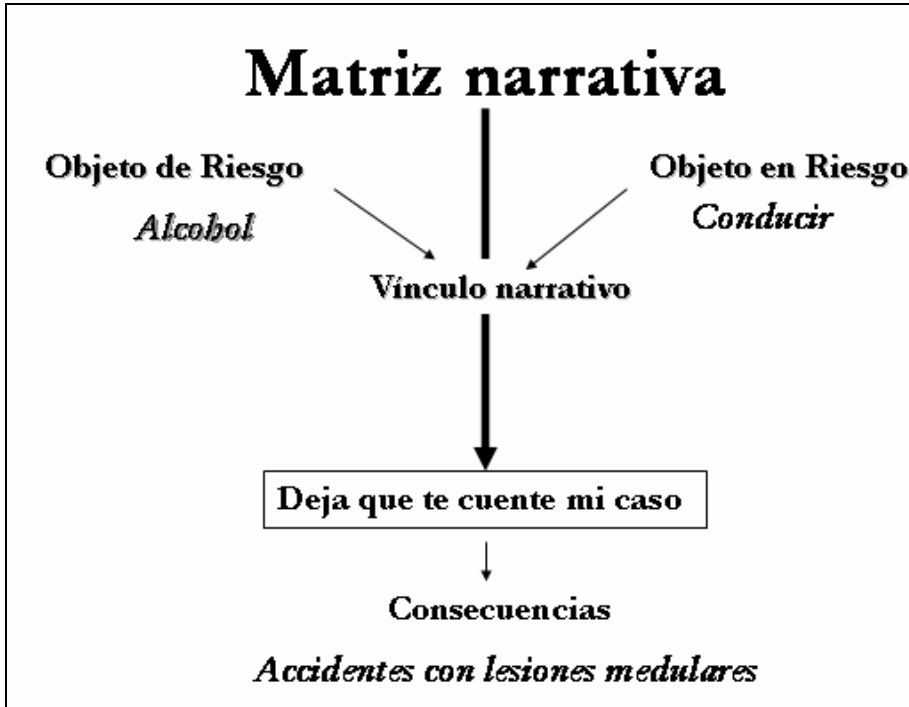 Matriz narrativa
Objeto de Riesgo
Alcohol
Objeto en Riesgo
Conducir
Vínculo narrativo
Deja que te cuente mi caso
Consecuencias
Accidentes con lesiones medulares